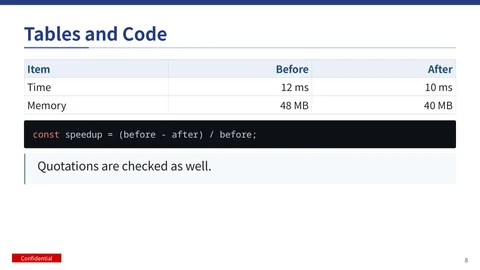 Tables and Code
Item Before After
Time 12 ms 10 ms
Memory 48 MB 40 MB
const speedup = (before - after) / before;
Quotations are checked as well.
Confidential
8